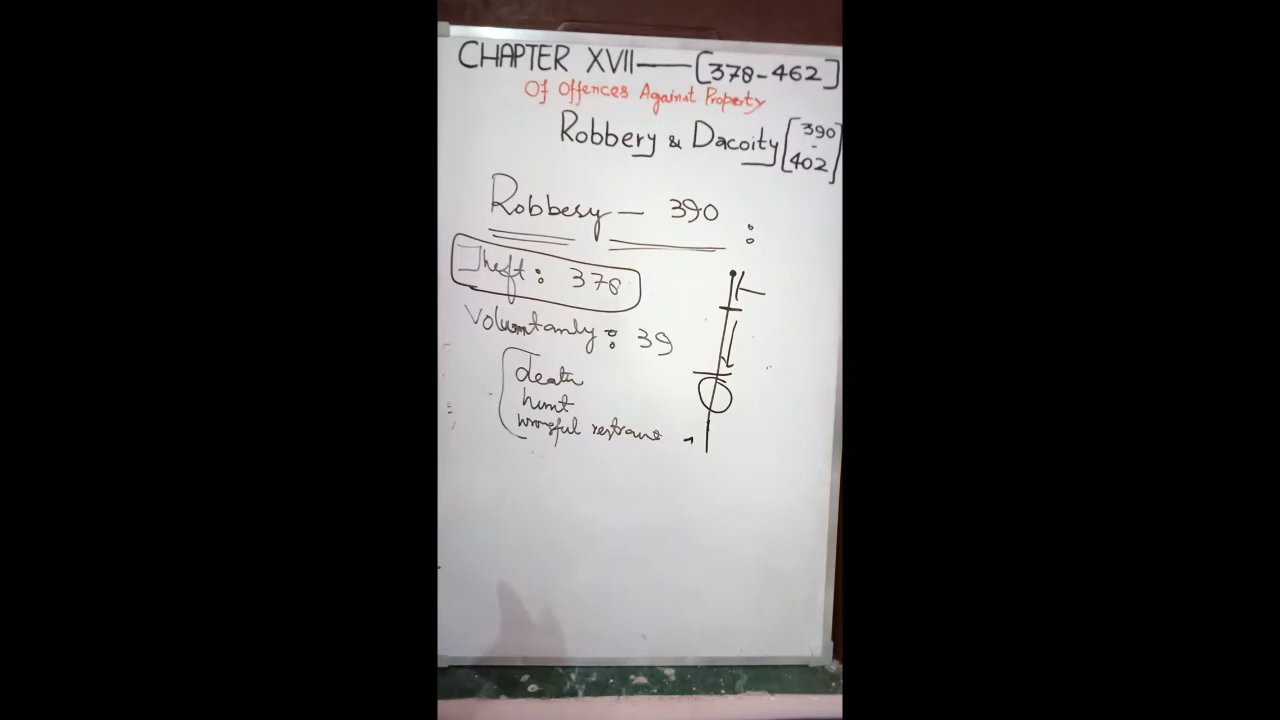 CHAPTER XVII — [378-462]
Of Offences Against Property
Robbery & Dacoity [390 - 402]
Robbery — 390 :
Theft : 378
Voluntarily : 39
death
hurt
wrongful restraint